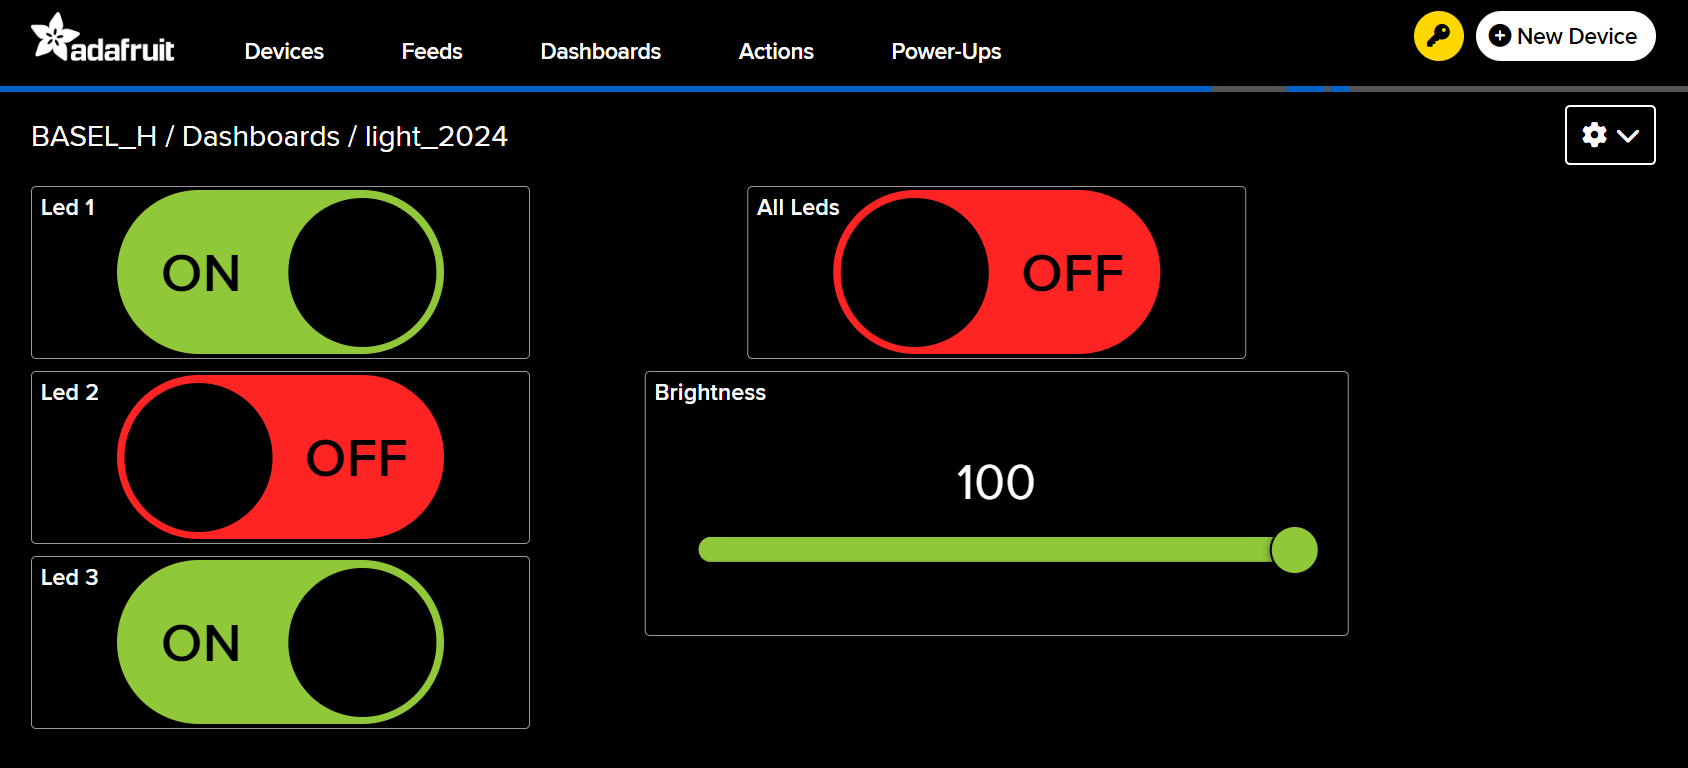 adafruit
Devices
Feeds
Dashboards
Actions
Power-Ups
New Device
BASEL_H / Dashboards / light_2024
Led 1
ON
All Leds
OFF
Led 2
OFF
Brightness
100
Led 3
ON